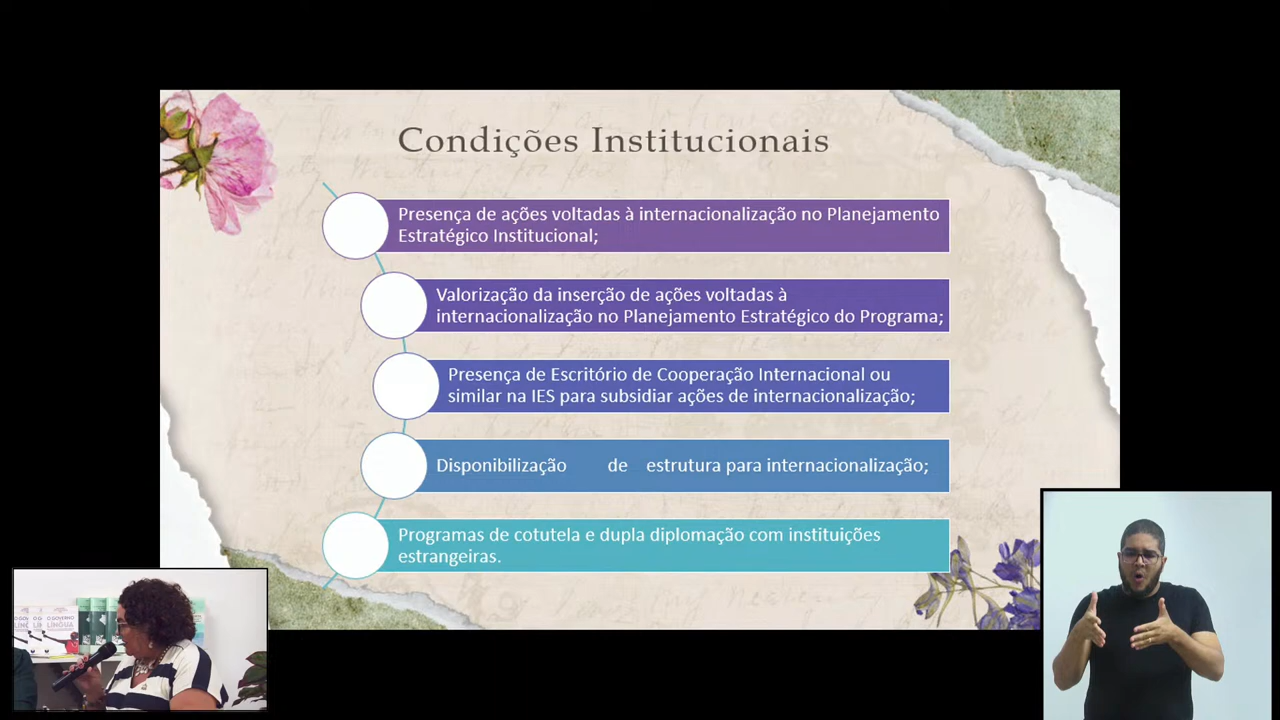 Condições Institucionais
Presença de ações voltadas à internacionalização no Planejamento
Estratégico Institucional;
Valorização da inserção de ações voltadas à
internacionalização no Planejamento Estratégico do Programa;
Presença de Escritório de Cooperação Internacional ou
similar na IES para subsidiar ações de internacionalização;
Disponibilização de estrutura para internacionalização;
Programas de cotutela e dupla diplomação com instituições
estrangeiras.
O GOVERNO
LÍNGUA